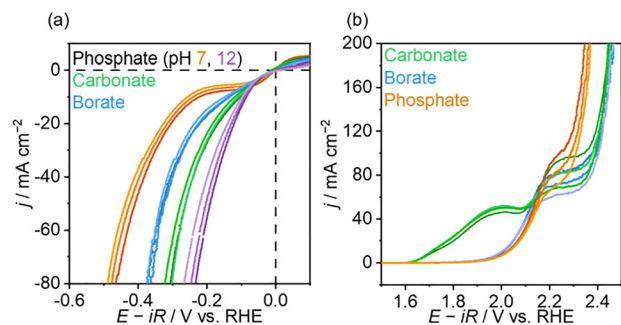 (a)
Phosphate (pH 7, 12)
Carbonate
Borate
0
-20
-40
-60
-80
-0.6
-0.4
-0.2
0.0
j / mA cm⁻²
E – iR / V vs. RHE
(b)
Carbonate
Borate
Phosphate
200
160
120
80
40
0
1.6
1.8
2.0
2.2
2.4
j / mA cm⁻²
E – iR / V vs. RHE